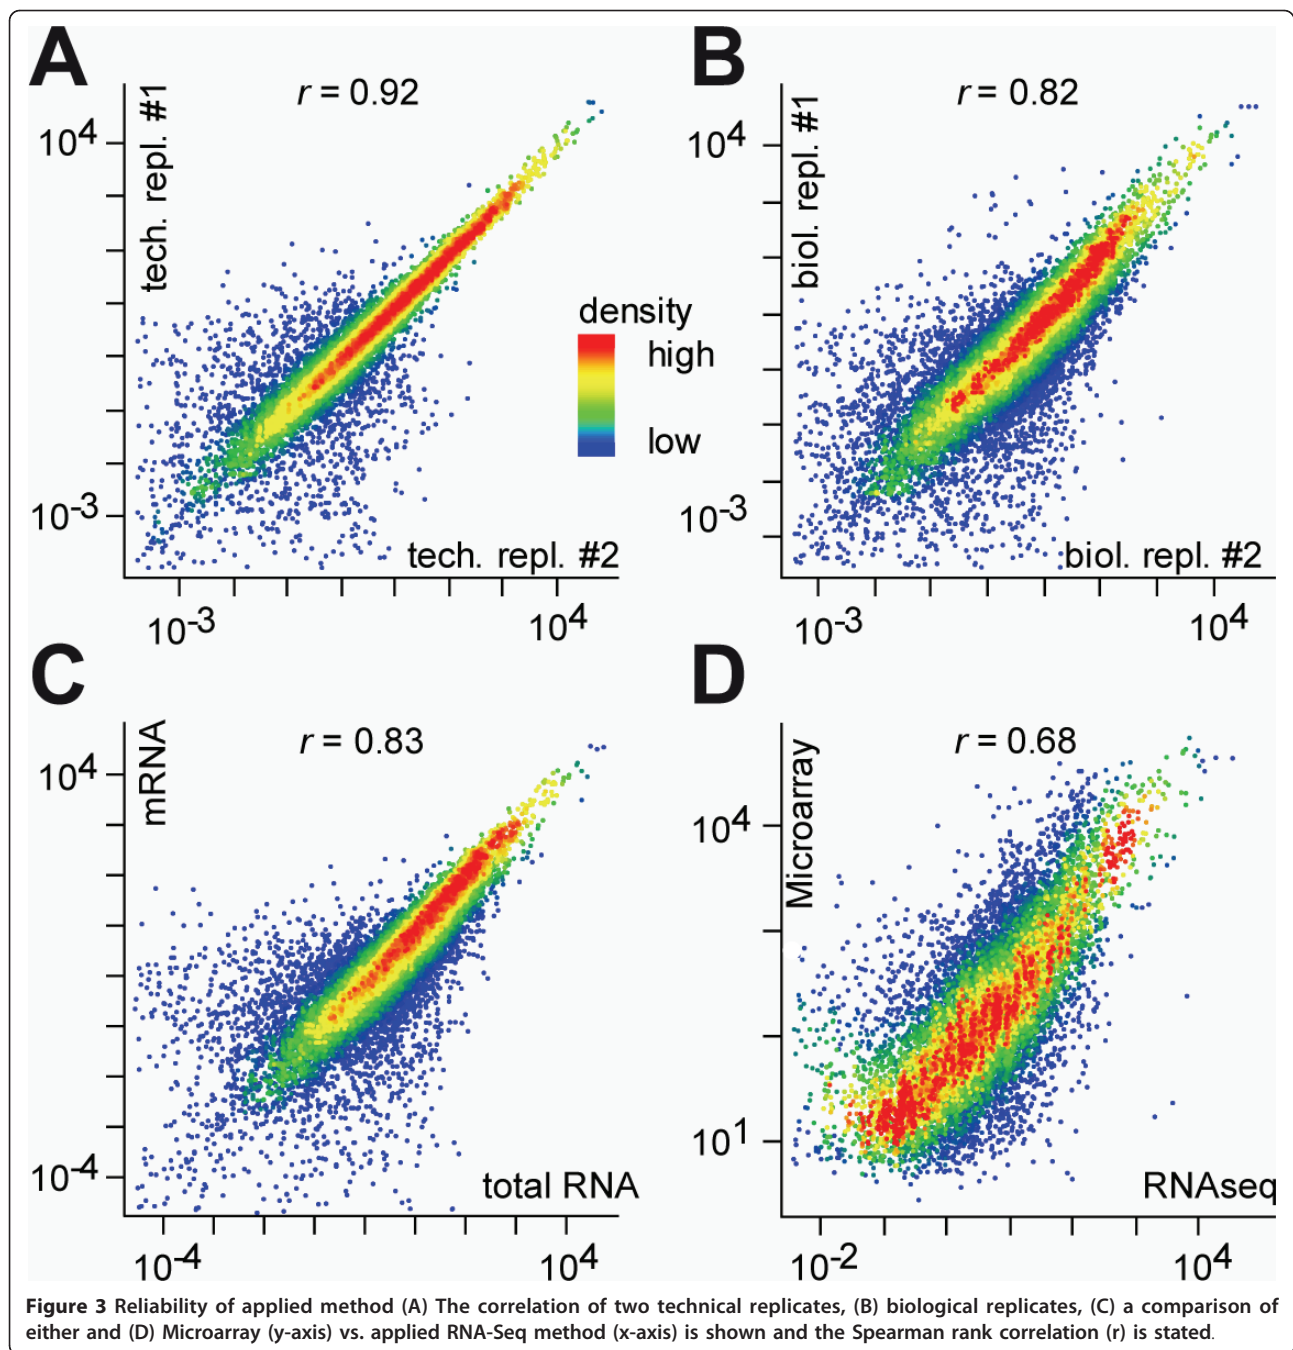 A
r = 0.92
tech. repl. #1
10^4
10^-3
tech. repl. #2
10^-3
10^4
density
high
low
B
r = 0.82
biol. repl. #1
10^4
10^-3
biol. repl. #2
10^-3
10^4
C
r = 0.83
mRNA
10^4
10^-4
total RNA
10^-4
10^4
D
r = 0.68
Microarray
10^4
10^1
RNAseq
10^-2
10^4
Figure 3 Reliability of applied method (A) The correlation of two technical replicates, (B) biological replicates, (C) a comparison of
either and (D) Microarray (y-axis) vs. applied RNA-Seq method (x-axis) is shown and the Spearman rank correlation (r) is stated.